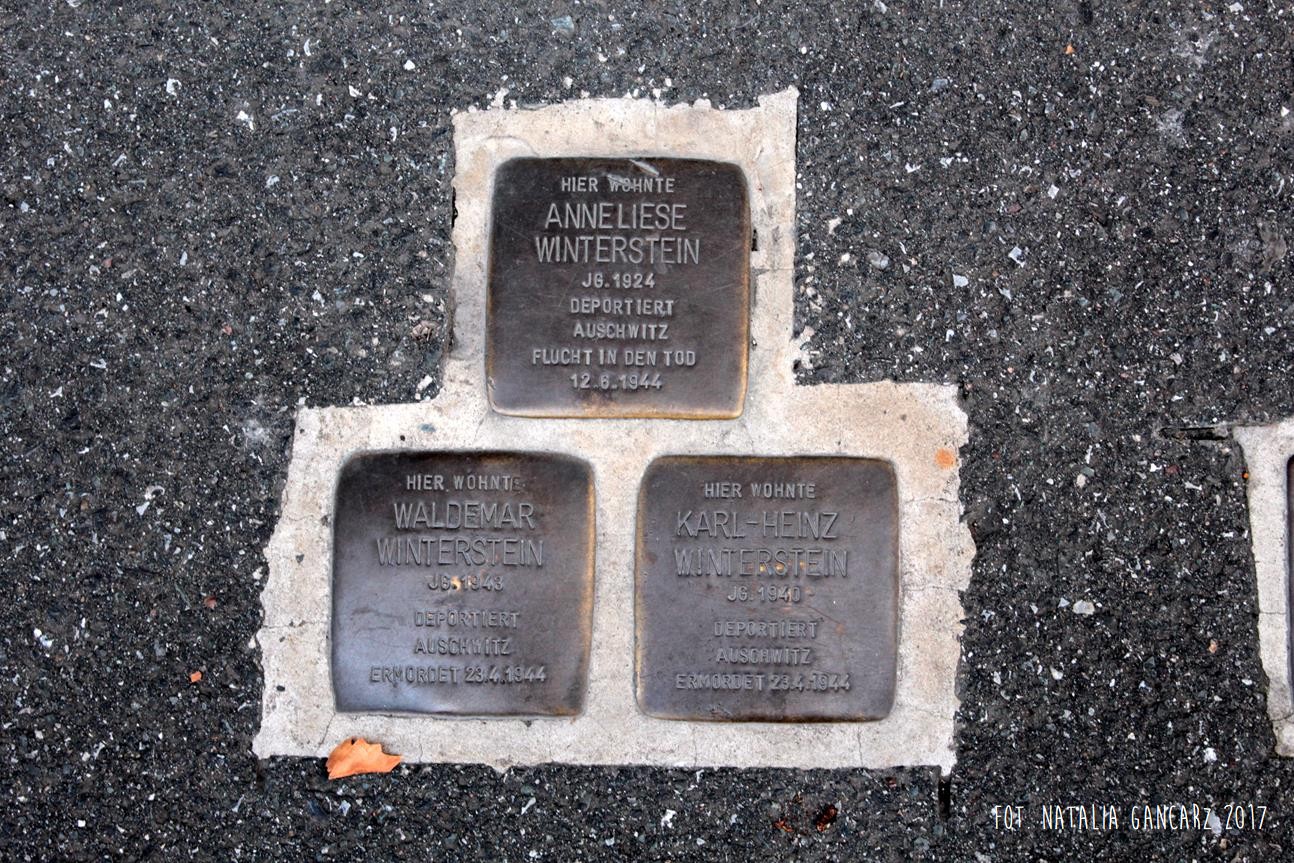 HIER WOHNTE
ANNELIESE
WINTERSTEIN
JG. 1924
DEPORTIERT
AUSCHWITZ
FLUCHT IN DEN TOD
12.6.1944
HIER WOHNTE
WALDEMAR
WINTERSTEIN
JG. 1943
DEPORTIERT
AUSCHWITZ
ERMORDET 23.4.1944
HIER WOHNTE
KARL-HEINZ
WINTERSTEIN
JG. 1940
DEPORTIERT
AUSCHWITZ
ERMORDET 23.4.1944
FOT NATALIA GANCARZ 2017